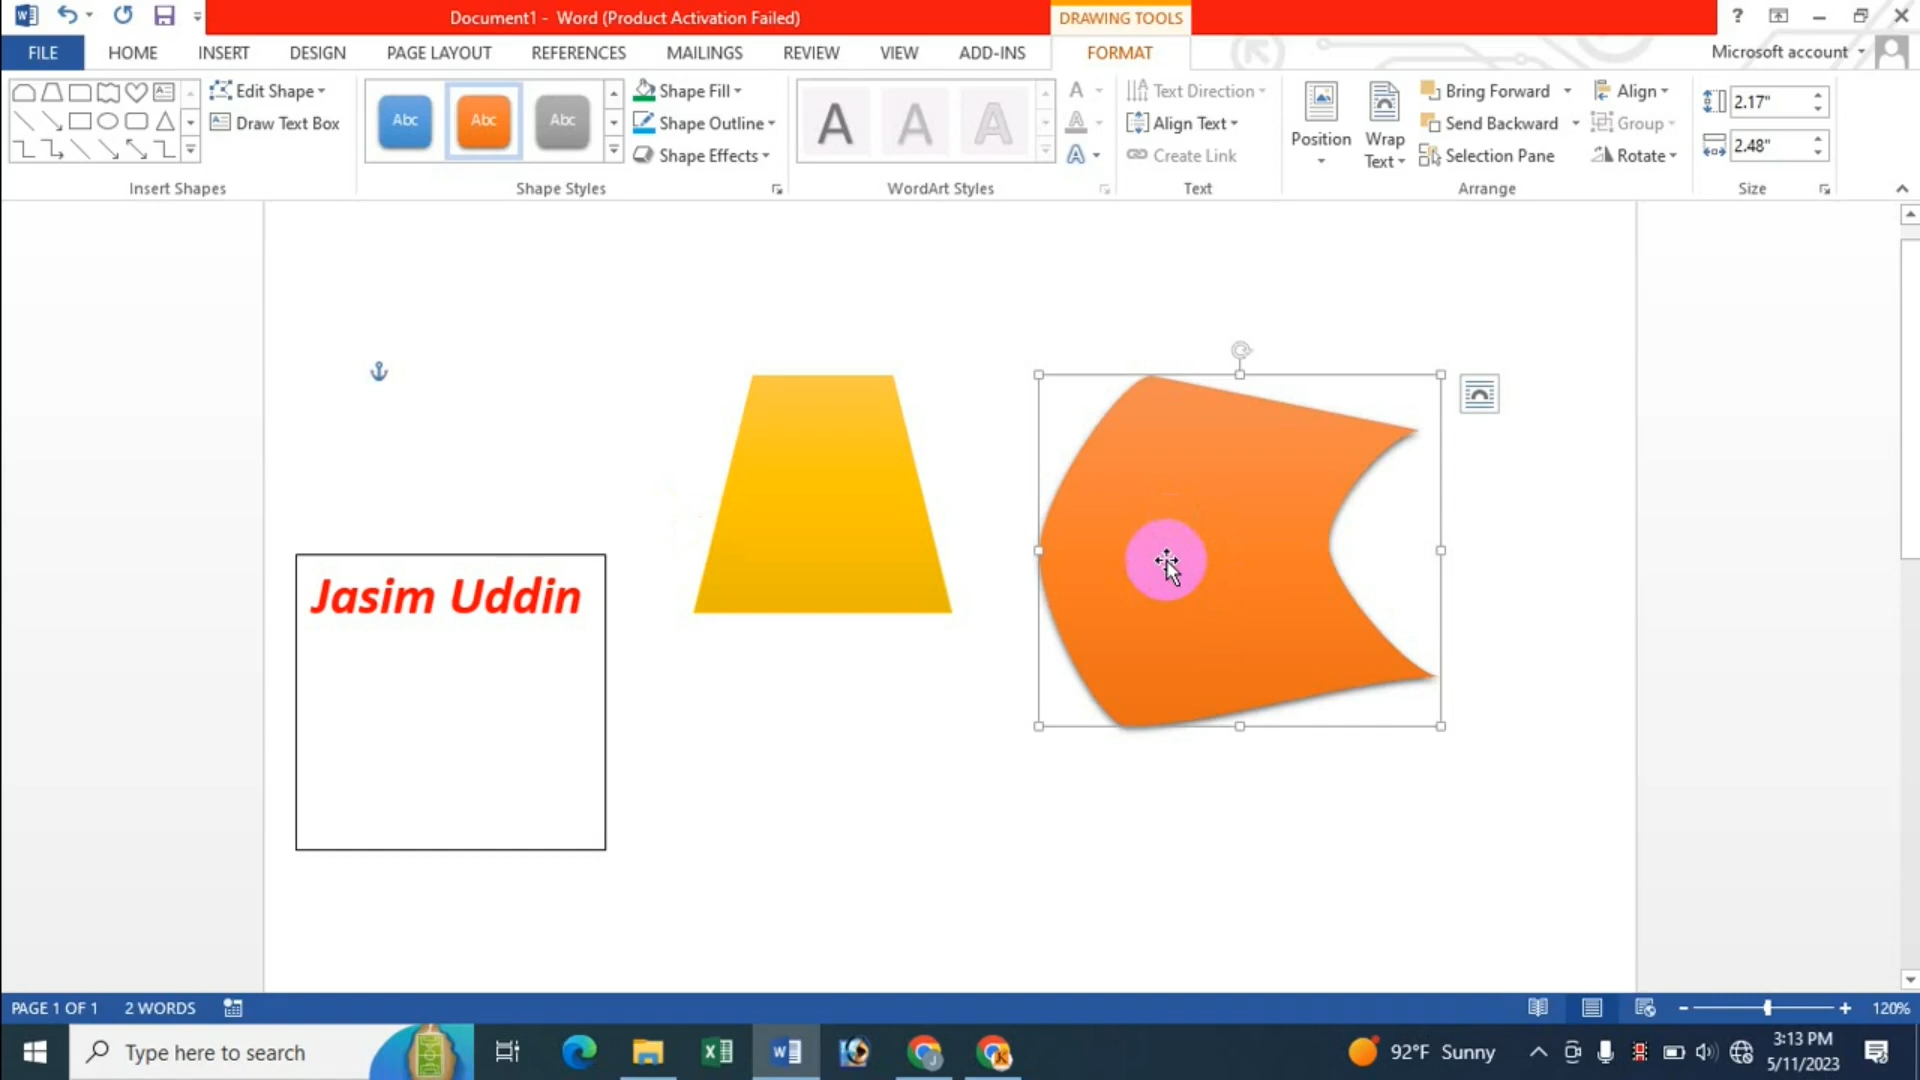 Document1 - Word (Product Activation Failed)
DRAWING TOOLS
?
FILE HOME INSERT DESIGN PAGE LAYOUT REFERENCES MAILINGS REVIEW VIEW ADD-INS FORMAT Microsoft account
Edit Shape
Draw Text Box
Insert Shapes
Abc Abc Abc
Shape Fill
Shape Outline
Shape Effects
Shape Styles
A A A
WordArt Styles
A
A
A
Text Direction
Align Text
Create Link
Text
Position
Wrap
Text
Bring Forward
Send Backward
Selection Pane
Align
Group
Rotate
Arrange
2.17"
2.48"
Size
Jasim Uddin
PAGE 1 OF 1 2 WORDS 120%
Type here to search
92°F Sunny
3:13 PM
5/11/2023